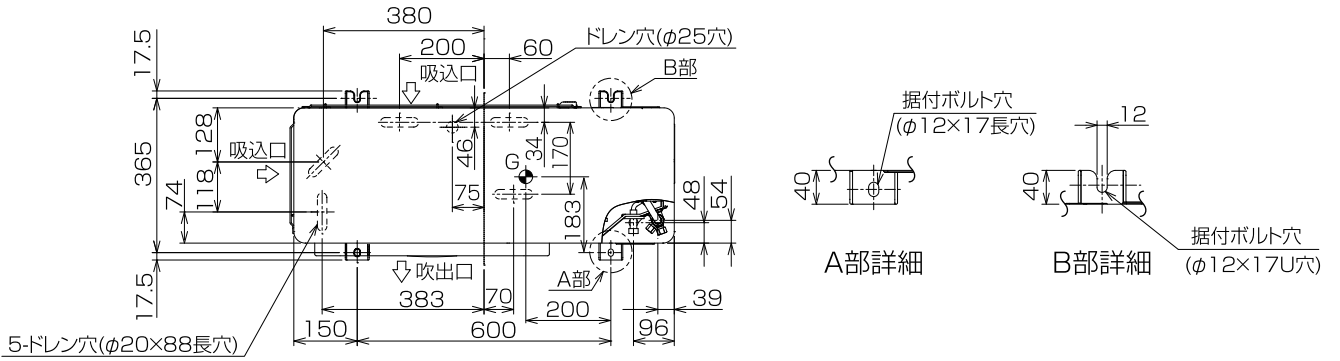 380
ドレン穴(φ25穴)
200
60
吸込口
B部
17.5
128
365
吸込口
118
74
46
34
170
G
75
183
48
54
17.5
吹出口
A部
383
70
200
39
150
600
96
5-ドレン穴(φ20×88長穴)
据付ボルト穴
(φ12×17長穴)
40
A部詳細
12
40
据付ボルト穴
(φ12×17U穴)
B部詳細